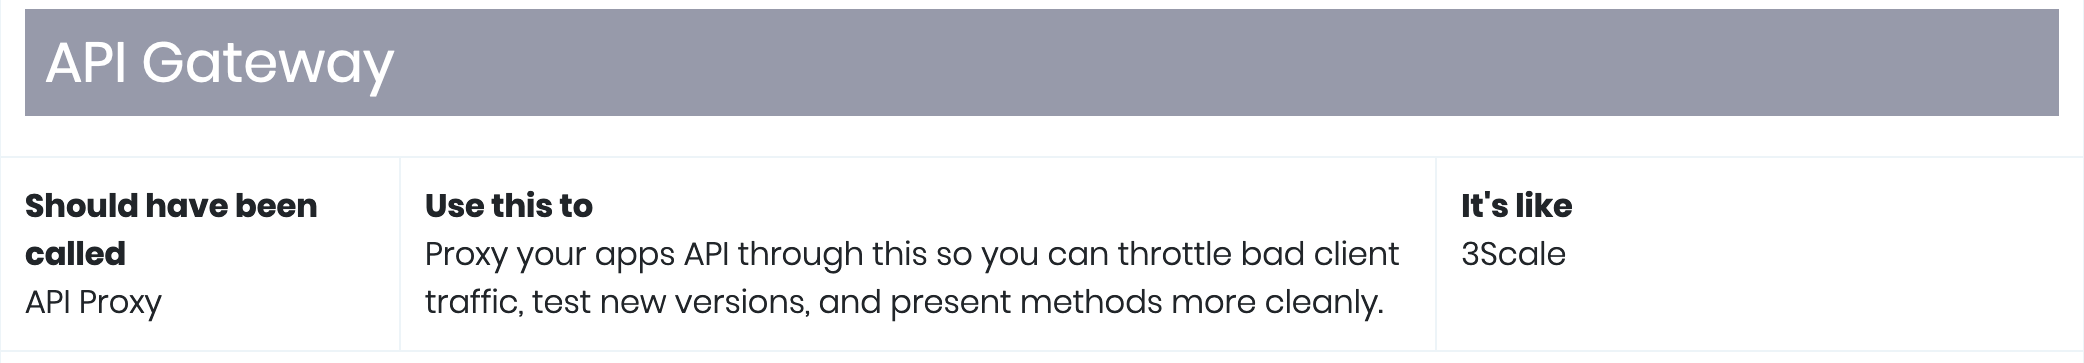 API Gateway
Should have been
called
API Proxy
Use this to
Proxy your apps API through this so you can throttle bad client
traffic, test new versions, and present methods more cleanly.
It's like
3Scale